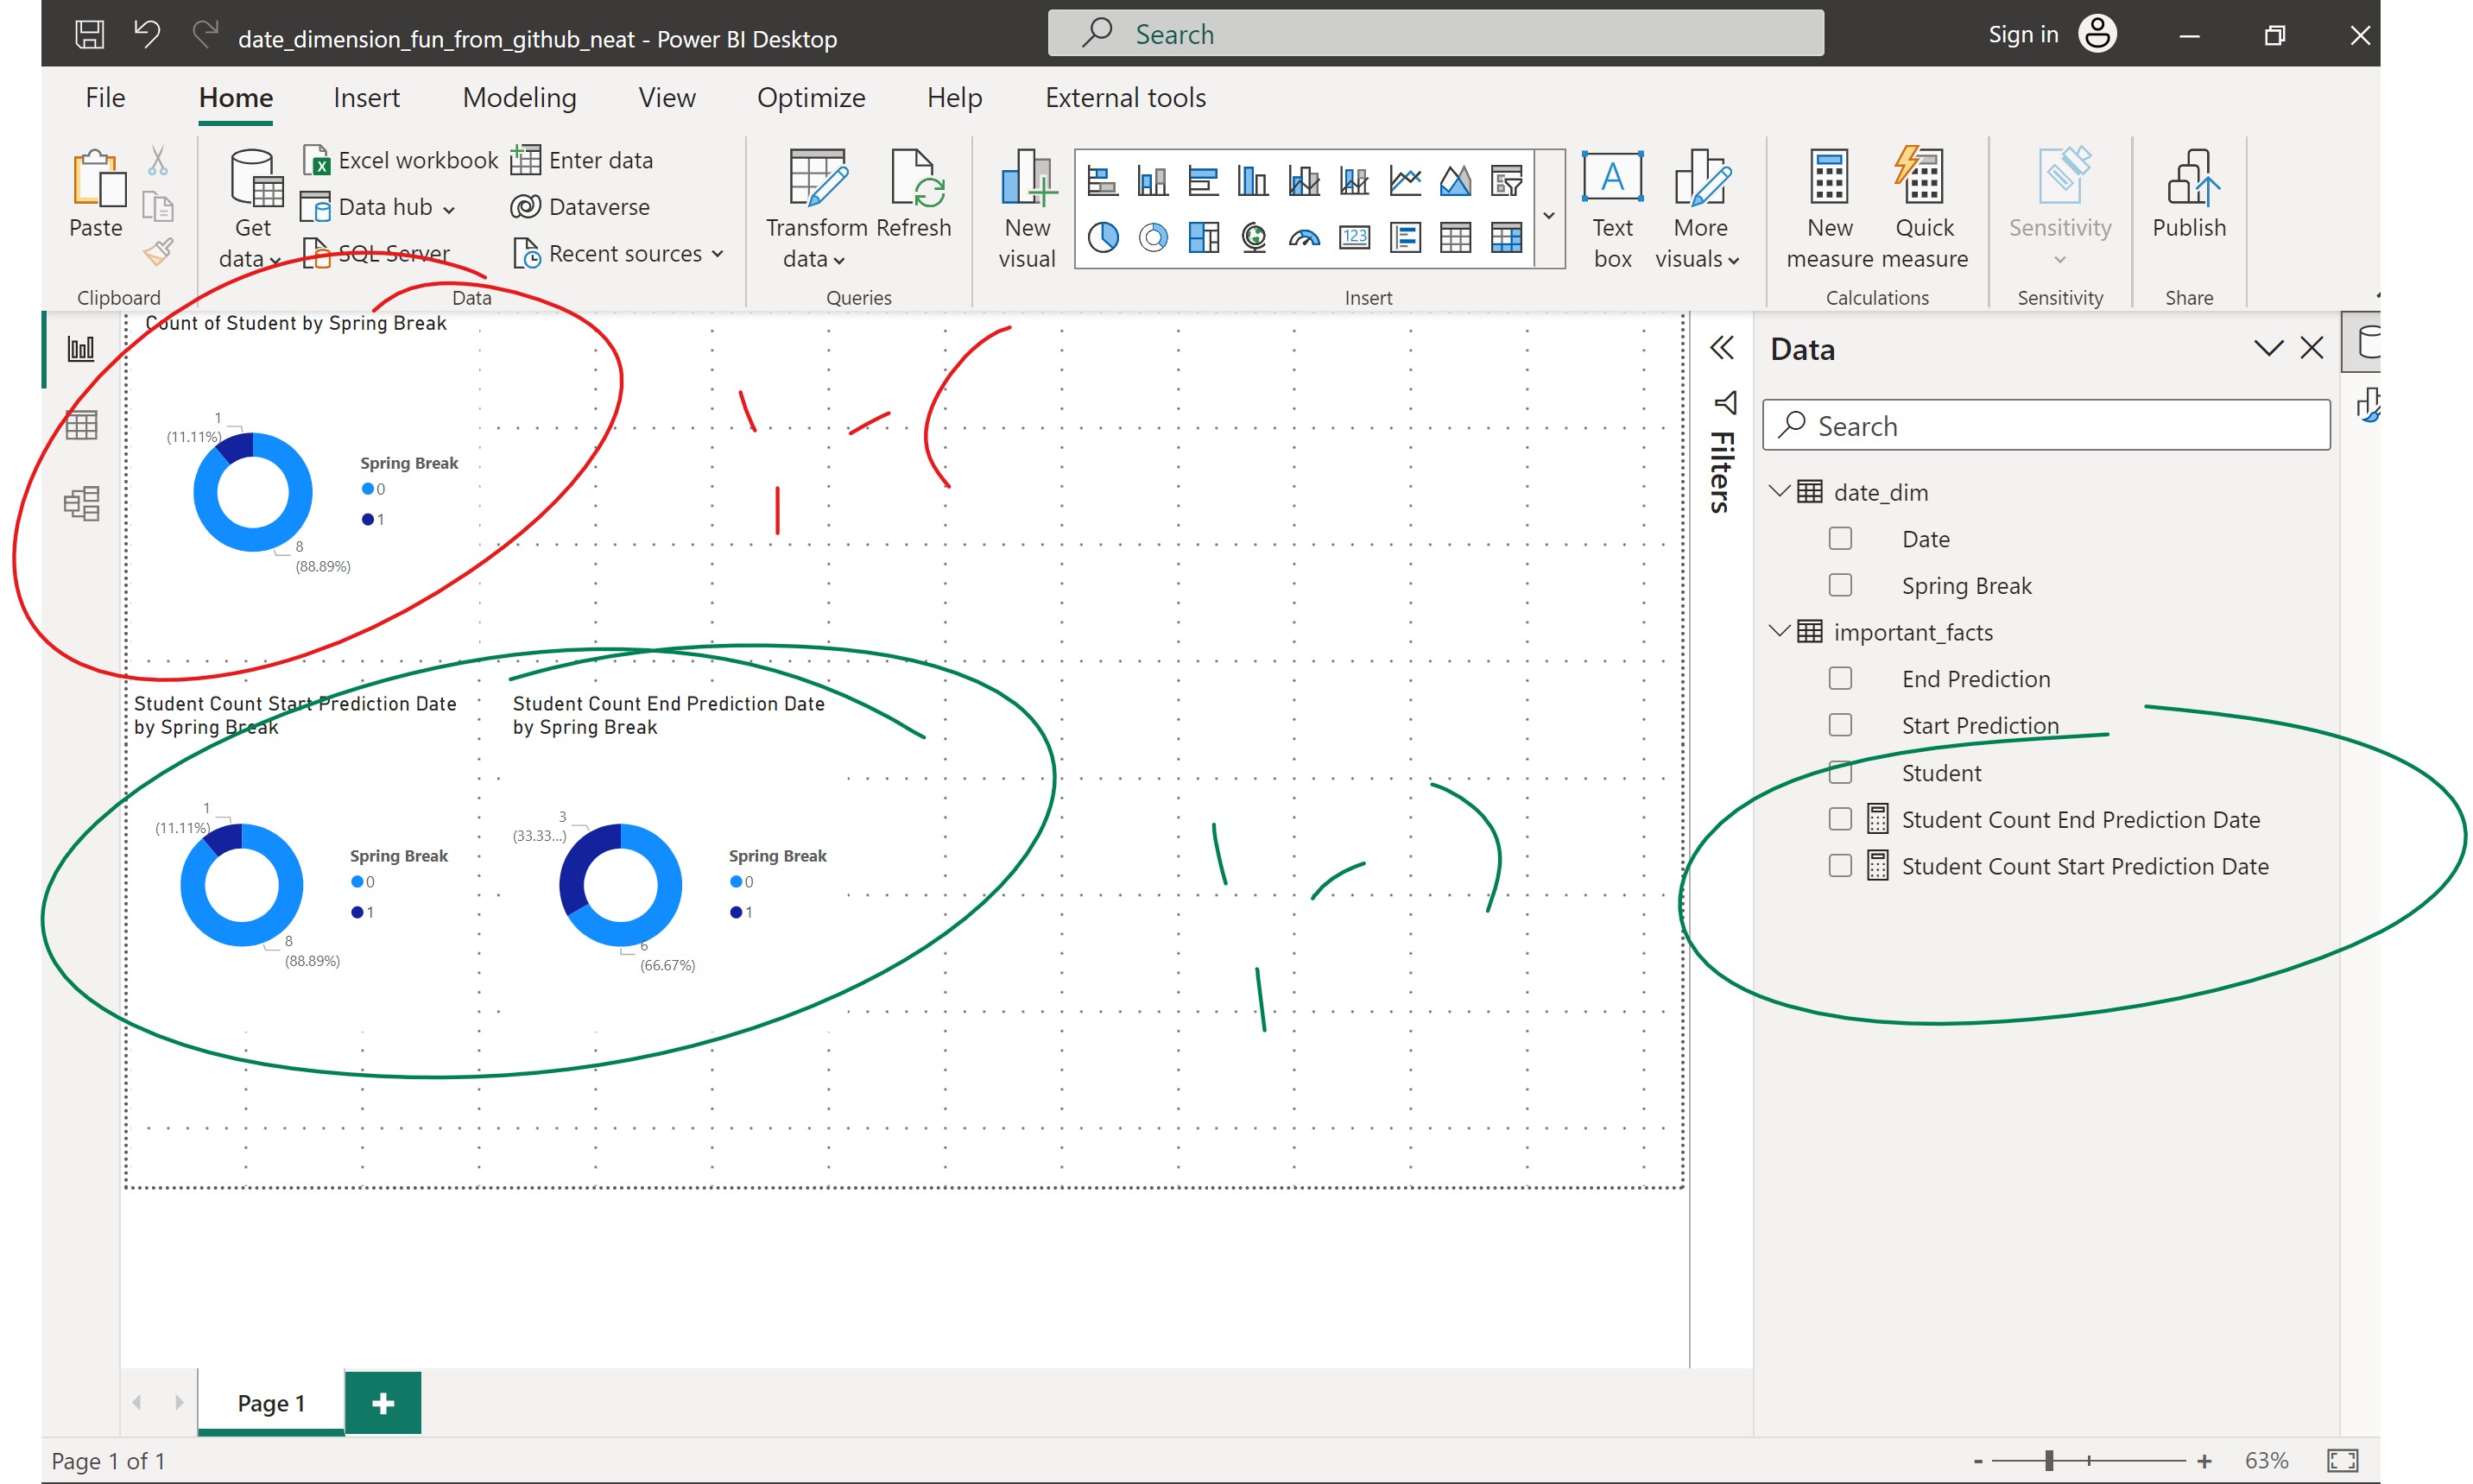 date_dimension_fun_from_github_neat - Power BI Desktop
Search
Sign in
File Home Insert Modeling View Optimize Help External tools
Paste
Clipboard
Get data
Excel workbook
Data hub
SQL Server
Enter data
Dataverse
Recent sources
Data
Transform data
Refresh
Queries
New visual
123
Insert
A
Text box
More visuals
New measure
Quick measure
Calculations
Sensitivity
Sensitivity
Publish
Share
Count of Student by Spring Break
1
(11.11%)
8
(88.89%)
Spring Break
0
1
Student Count Start Prediction Date
by Spring Break
1
(11.11%)
8
(88.89%)
Spring Break
0
1
Student Count End Prediction Date
by Spring Break
3
(33.33...)
6
(66.67%)
Spring Break
0
1
Filters
Data
Search
date_dim
Date
Spring Break
important_facts
End Prediction
Start Prediction
Student
Student Count End Prediction Date
Student Count Start Prediction Date
Page 1
Page 1 of 1
- + 63%